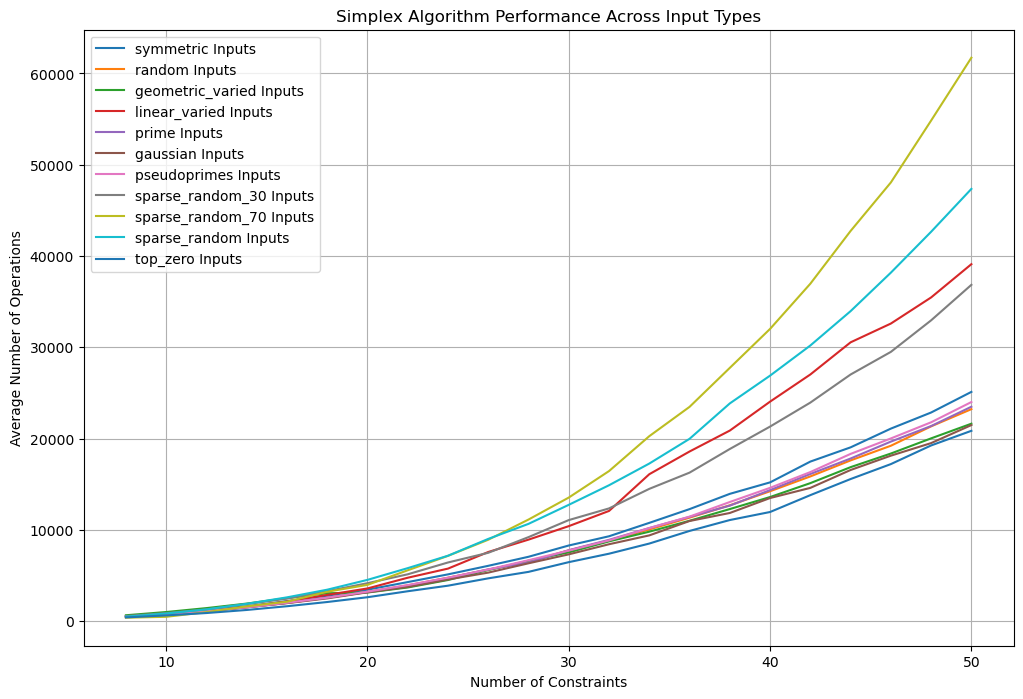 Simplex Algorithm Performance Across Input Types
symmetric Inputs
random Inputs
geometric_varied Inputs
linear_varied Inputs
prime Inputs
gaussian Inputs
pseudoprimes Inputs
sparse_random_30 Inputs
sparse_random_70 Inputs
sparse_random Inputs
top_zero Inputs
Average Number of Operations
60000
50000
40000
30000
20000
10000
0
10 20 30 40 50
Number of Constraints